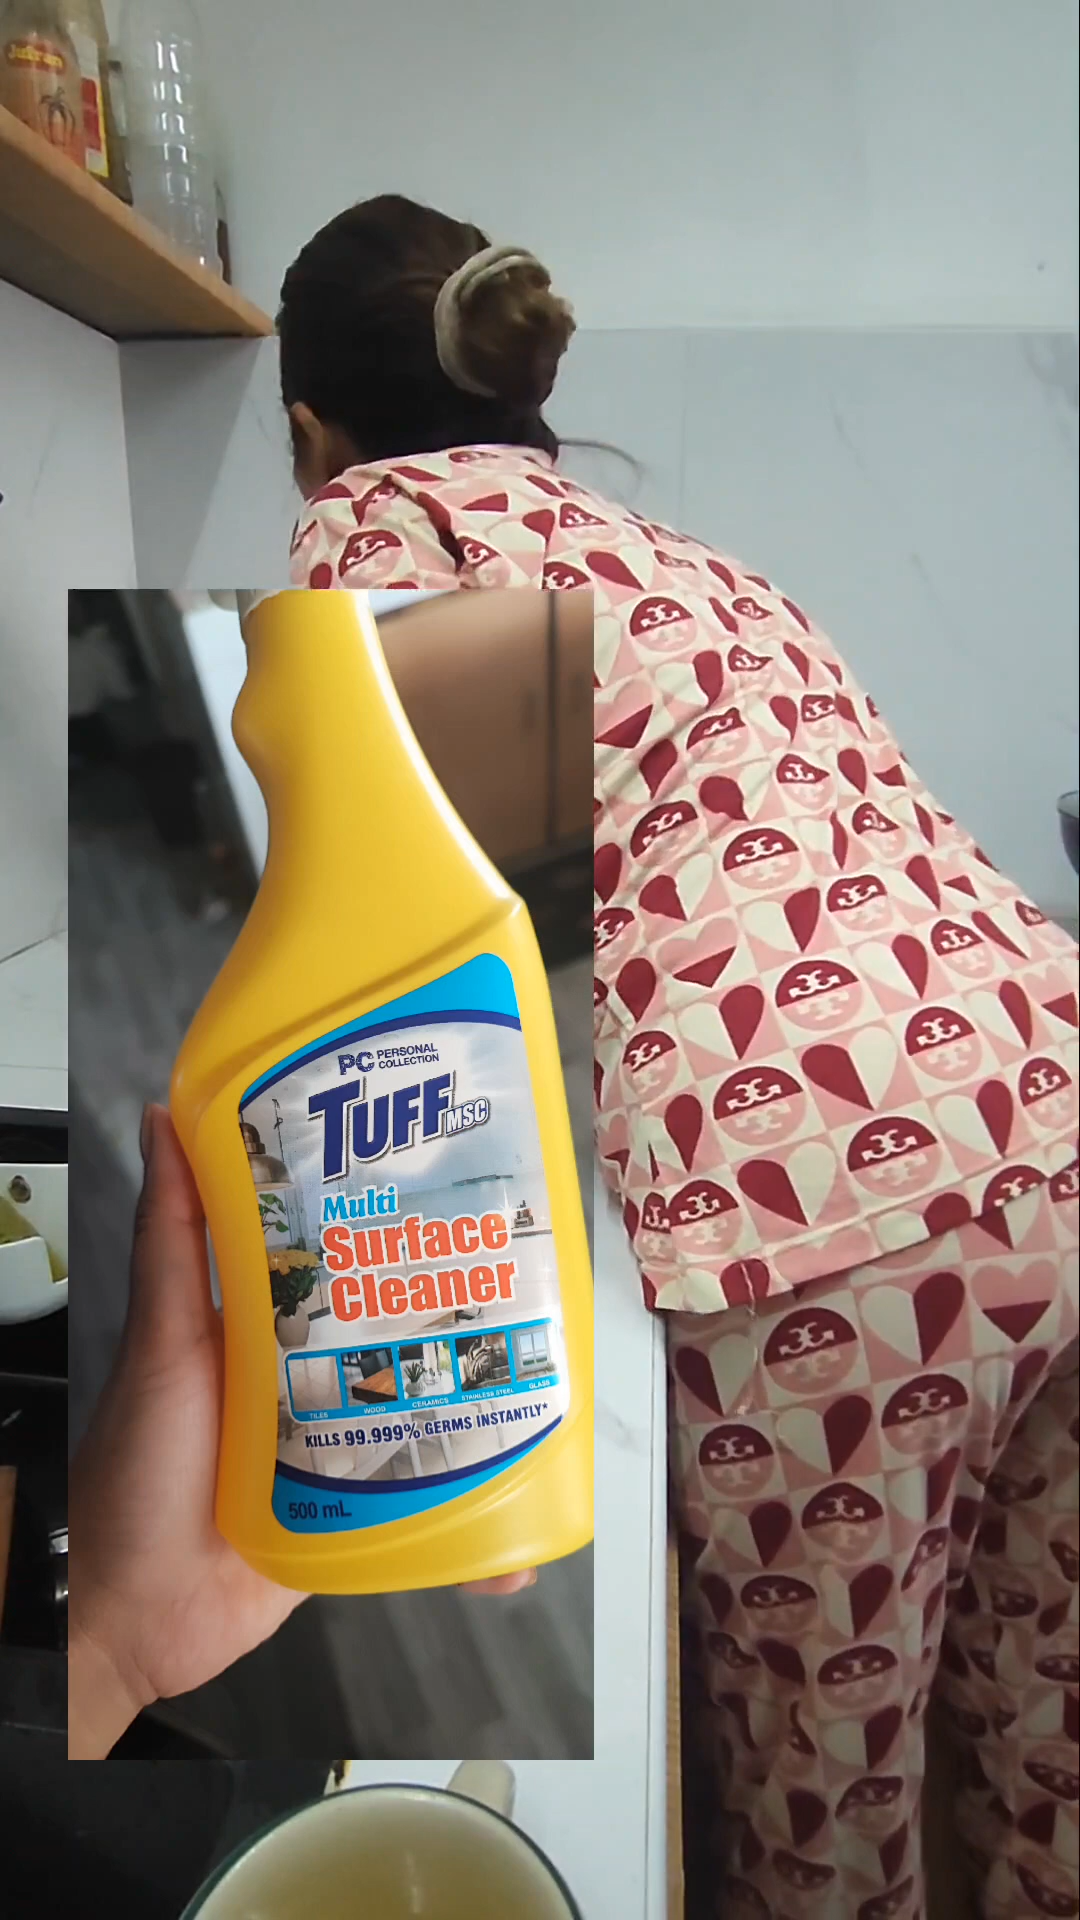 Jufran
PC PERSONAL
COLLECTION
TUFF MSC
Multi
Surface
Cleaner
TILES WOOD CERAMICS STAINLESS STEEL GLASS
KILLS 99.999% GERMS INSTANTLY*
500 mL